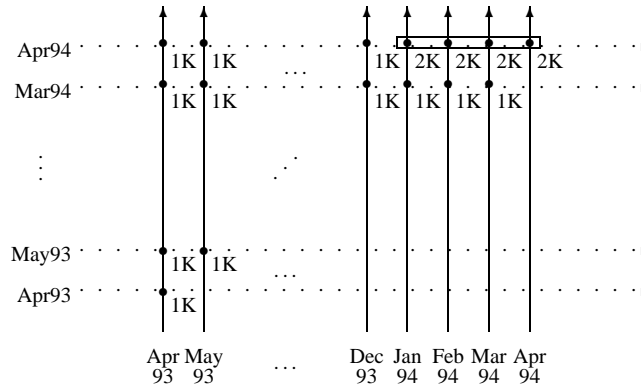 Apr94
1K 1K ... 1K 2K 2K 2K 2K
Mar94
1K 1K 1K 1K 1K 1K
May93
1K 1K ...
Apr93
1K
Apr May Dec Jan Feb Mar Apr
93 93 ... 93 94 94 94 94